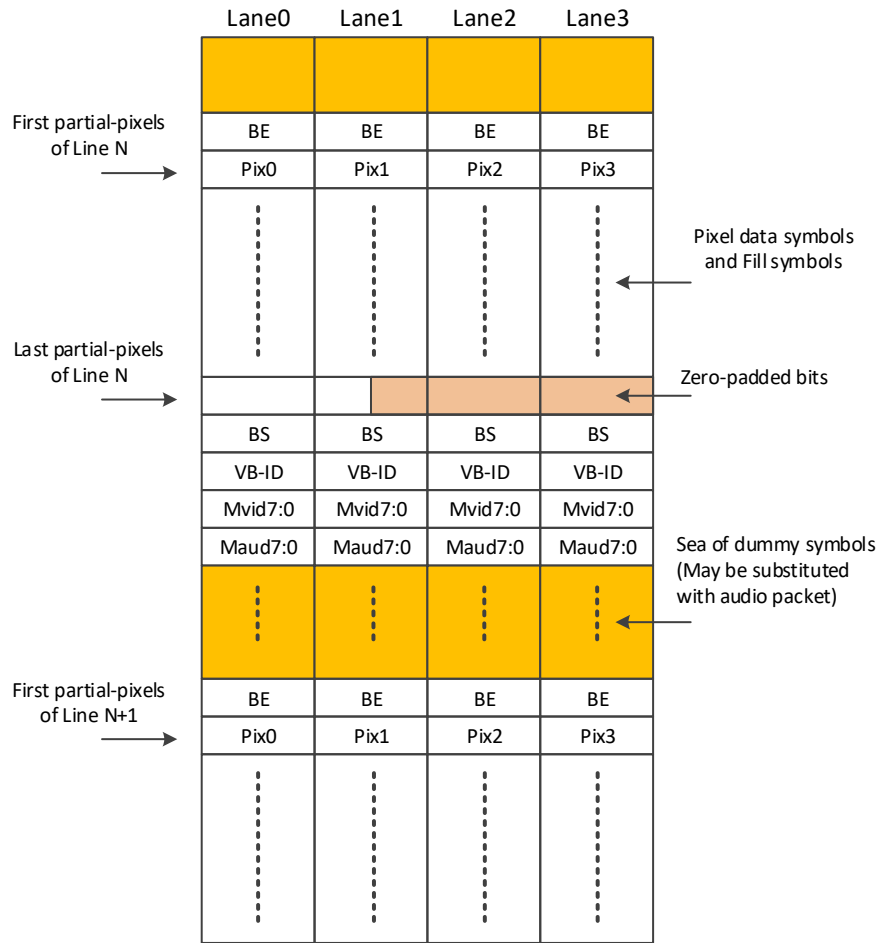 Lane0 Lane1 Lane2 Lane3
First partial-pixels
of Line N
BE BE BE BE
Pix0 Pix1 Pix2 Pix3
Pixel data symbols
and Fill symbols
Last partial-pixels
of Line N
Zero-padded bits
BS BS BS BS
VB-ID VB-ID VB-ID VB-ID
Mvid7:0 Mvid7:0 Mvid7:0 Mvid7:0
Maud7:0 Maud7:0 Maud7:0 Maud7:0
Sea of dummy symbols
(May be substituted
with audio packet)
First partial-pixels
of Line N+1
BE BE BE BE
Pix0 Pix1 Pix2 Pix3